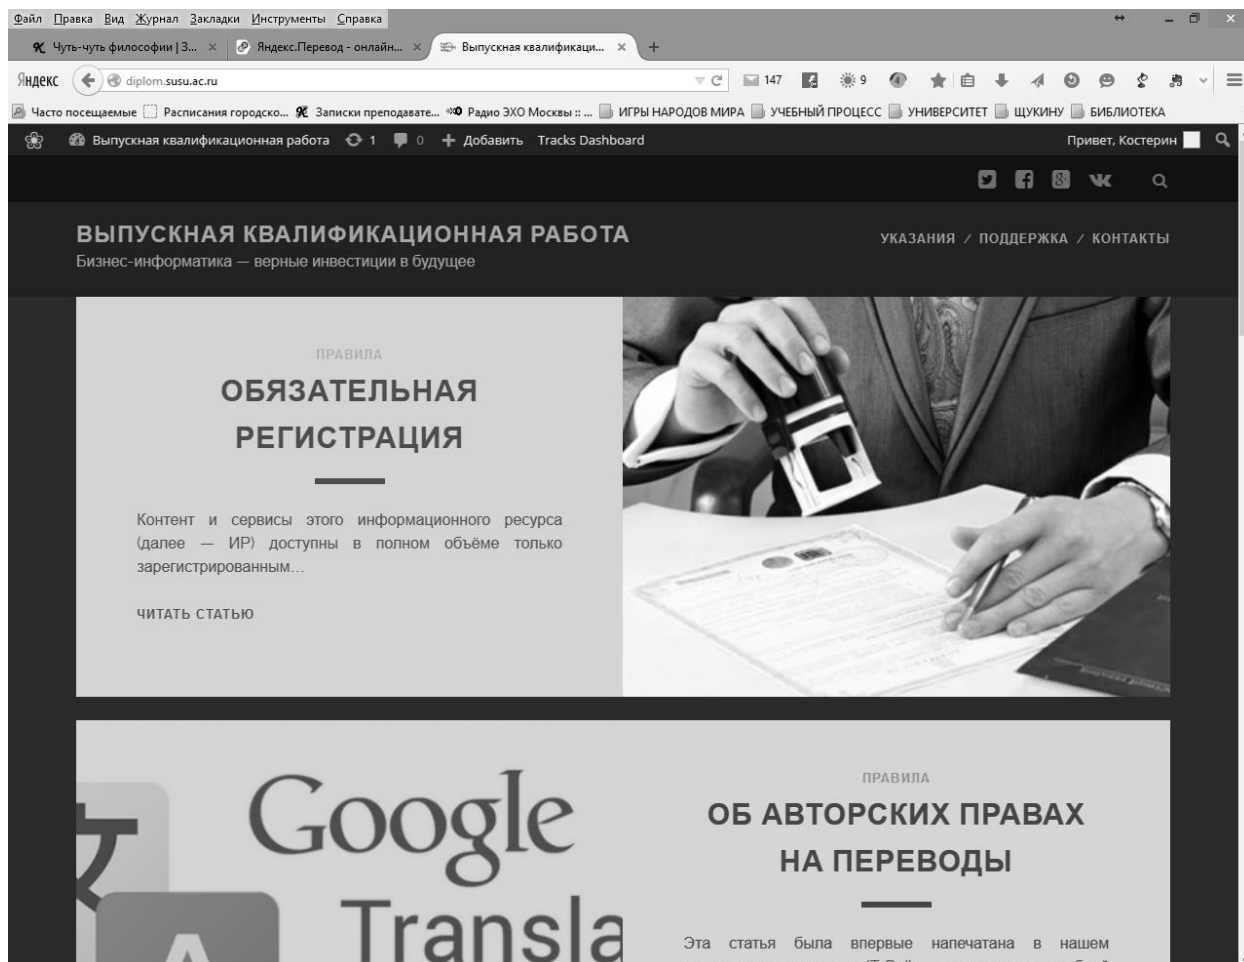 Файл Правка Вид Журнал Закладки Инструменты Справка
Чуть-чуть философии | З... Яндекс.Перевод - онлайн... Выпускная квалификаци...
Яндекс diplom.susu.ac.ru 147 9 4
Часто посещаемые Расписания городско... Записки преподавате... Радио ЭХО Москвы :: ... ИГРЫ НАРОДОВ МИРА УЧЕБНЫЙ ПРОЦЕСС УНИВЕРСИТЕТ ЩУКИНУ БИБЛИОТЕКА
Выпускная квалификационная работа 1 0 Добавить Tracks Dashboard Привет, Костерин
ВЫПУСКНАЯ КВАЛИФИКАЦИОННАЯ РАБОТА
Бизнес-информатика — верные инвестиции в будущее
УКАЗАНИЯ / ПОДДЕРЖКА / КОНТАКТЫ
ПРАВИЛА
ОБЯЗАТЕЛЬНАЯ
РЕГИСТРАЦИЯ
Контент и сервисы этого информационного ресурса
(далее — ИР) доступны в полном объёме только
зарегистрированным...
ЧИТАТЬ СТАТЬЮ
Google
Transla
ПРАВИЛА
ОБ АВТОРСКИХ ПРАВАХ
НА ПЕРЕВОДЫ
Эта статья была впервые напечатана в нашем